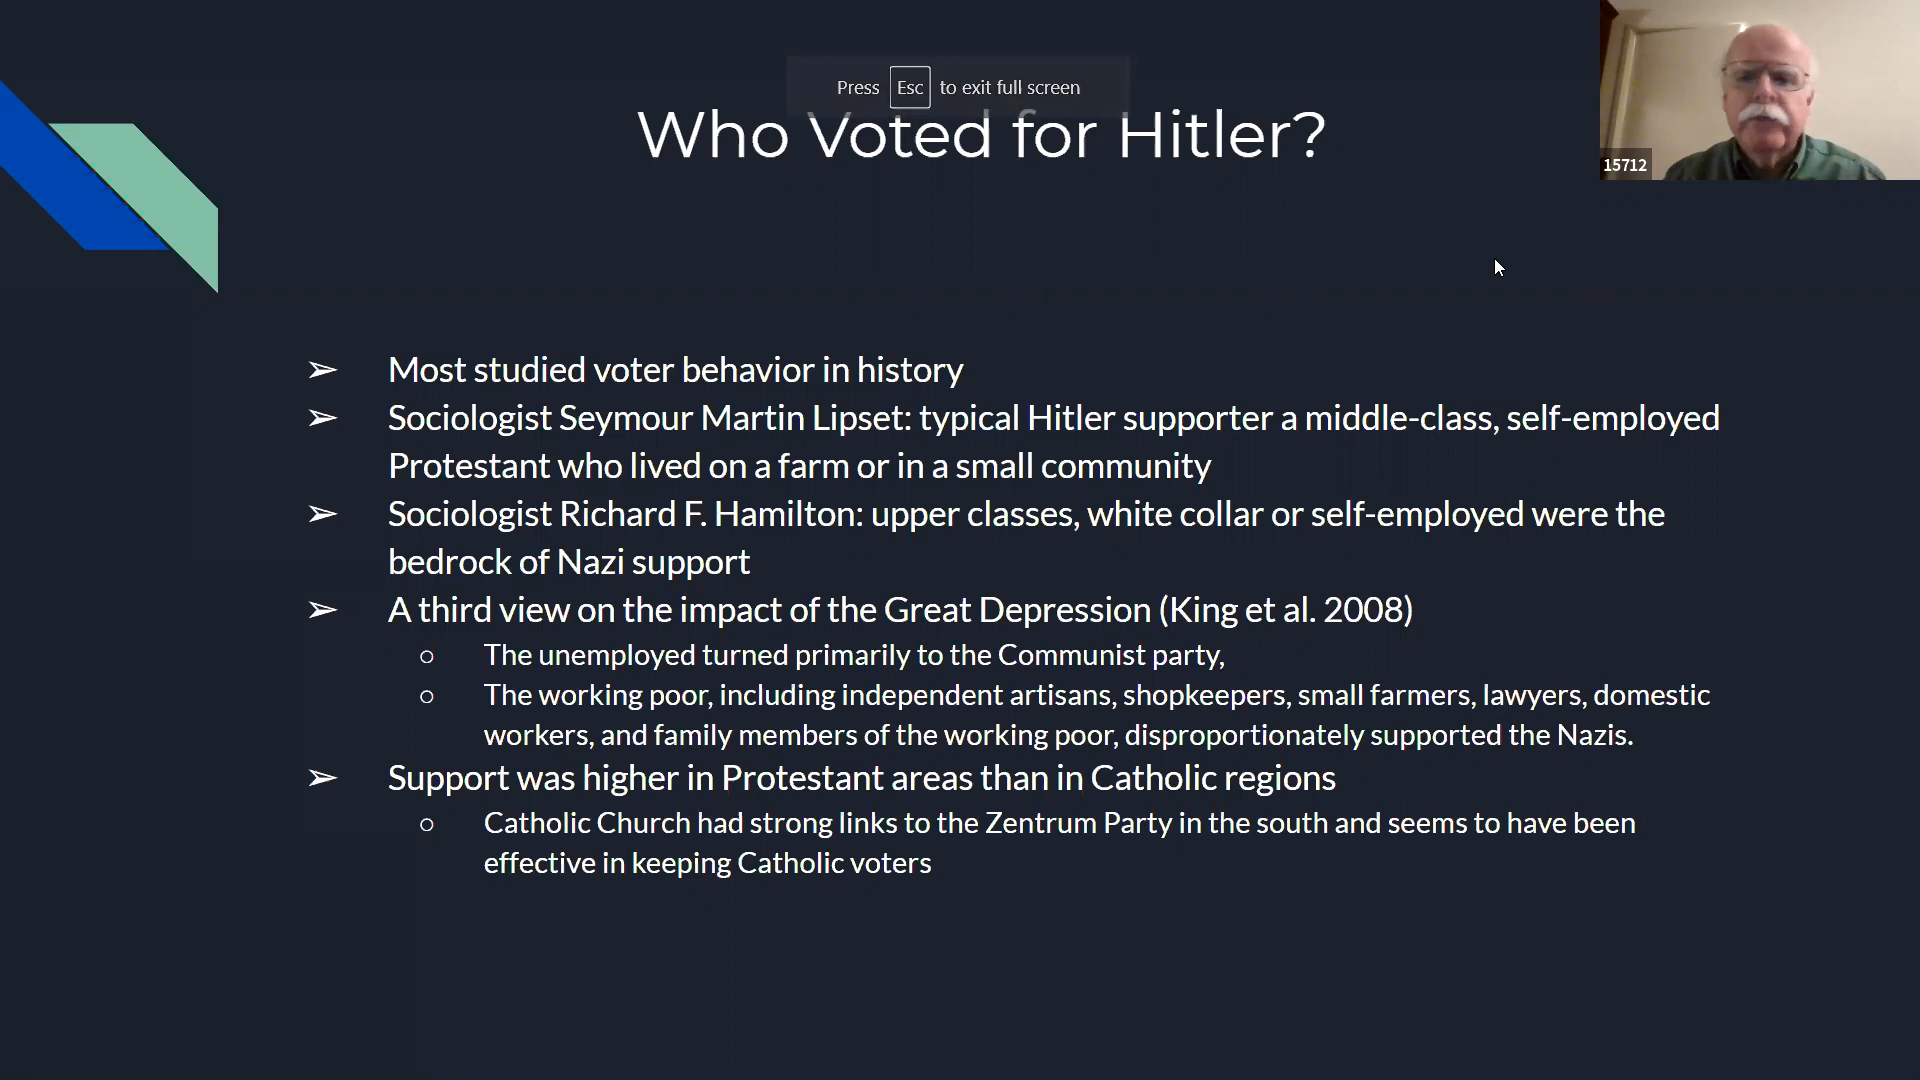 Press Esc to exit full screen
Who Voted for Hitler?
15712
➢ Most studied voter behavior in history
➢ Sociologist Seymour Martin Lipset: typical Hitler supporter a middle-class, self-employed
Protestant who lived on a farm or in a small community
➢ Sociologist Richard F. Hamilton: upper classes, white collar or self-employed were the
bedrock of Nazi support
➢ A third view on the impact of the Great Depression (King et al. 2008)
○ The unemployed turned primarily to the Communist party,
○ The working poor, including independent artisans, shopkeepers, small farmers, lawyers, domestic
workers, and family members of the working poor, disproportionately supported the Nazis.
➢ Support was higher in Protestant areas than in Catholic regions
○ Catholic Church had strong links to the Zentrum Party in the south and seems to have been
effective in keeping Catholic voters